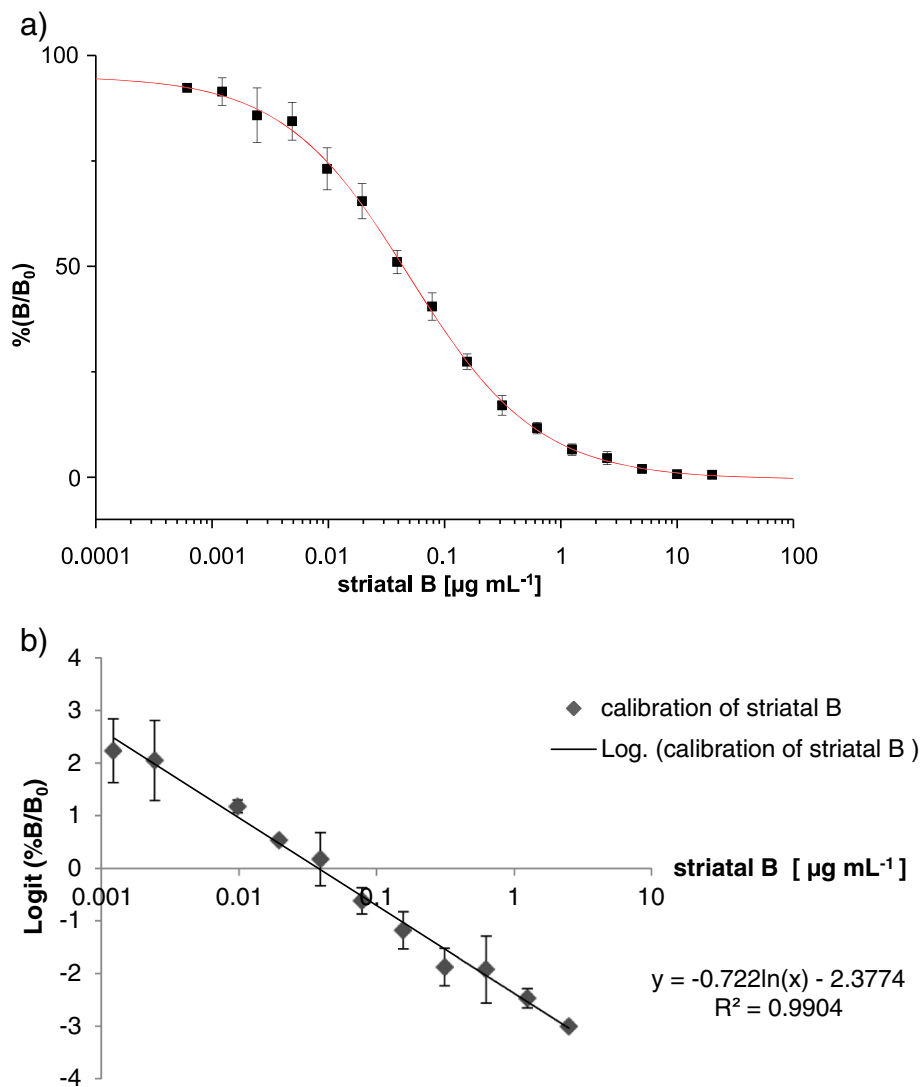 a)
100
50
0
%(B/B₀)
0.0001 0.001 0.01 0.1 1 10 100
striatal B [µg mL⁻¹]
b)
4
3
2
1
0
-1
-2
-3
-4
Logit (%B/B₀)
0.001 0.01 0.1 1 10
striatal B [ µg mL⁻¹]
calibration of striatal B
Log. (calibration of striatal B )
y = -0.722ln(x) - 2.3774
R² = 0.9904